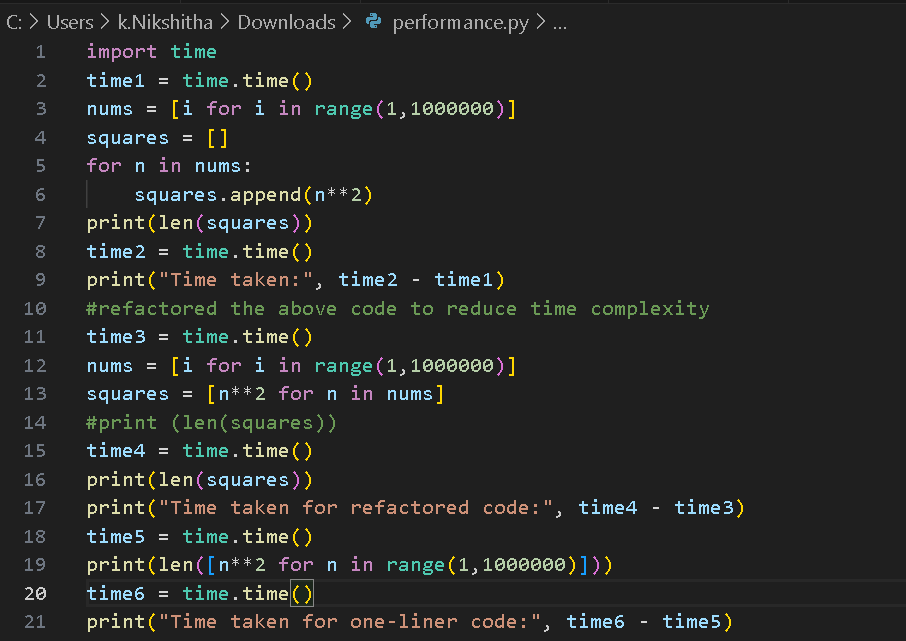 C: > Users > k.Nikshitha > Downloads > performance.py > ...
1 import time
2 time1 = time.time()
3 nums = [i for i in range(1,1000000)]
4 squares = []
5 for n in nums:
6     squares.append(n**2)
7 print(len(squares))
8 time2 = time.time()
9 print("Time taken:", time2 - time1)
10 #refactored the above code to reduce time complexity
11 time3 = time.time()
12 nums = [i for i in range(1,1000000)]
13 squares = [n**2 for n in nums]
14 #print (len(squares))
15 time4 = time.time()
16 print(len(squares))
17 print("Time taken for refactored code:", time4 - time3)
18 time5 = time.time()
19 print(len([n**2 for n in range(1,1000000)]))
20 time6 = time.time()
21 print("Time taken for one-liner code:", time6 - time5)